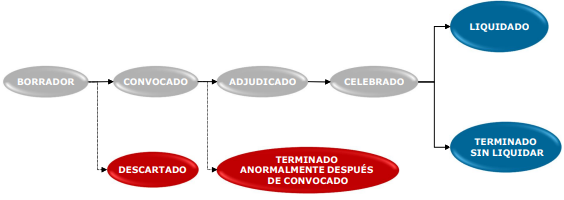 LIQUIDADO
BORRADOR
CONVOCADO
ADJUDICADO
CELEBRADO
DESCARTADO
TERMINADO
ANORMALMENTE DESPUÉS
DE CONVOCADO
TERMINADO
SIN LIQUIDAR